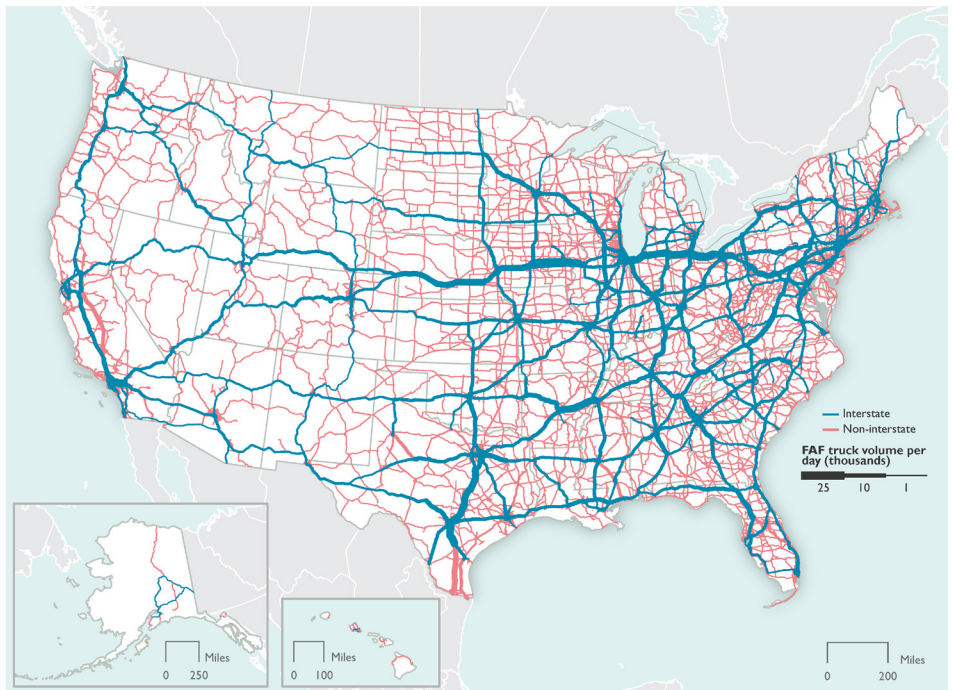 Interstate
Non-interstate
FAF truck volume per
day (thousands)
25 10 1
Miles
0 250
Miles
0 100
Miles
0 200